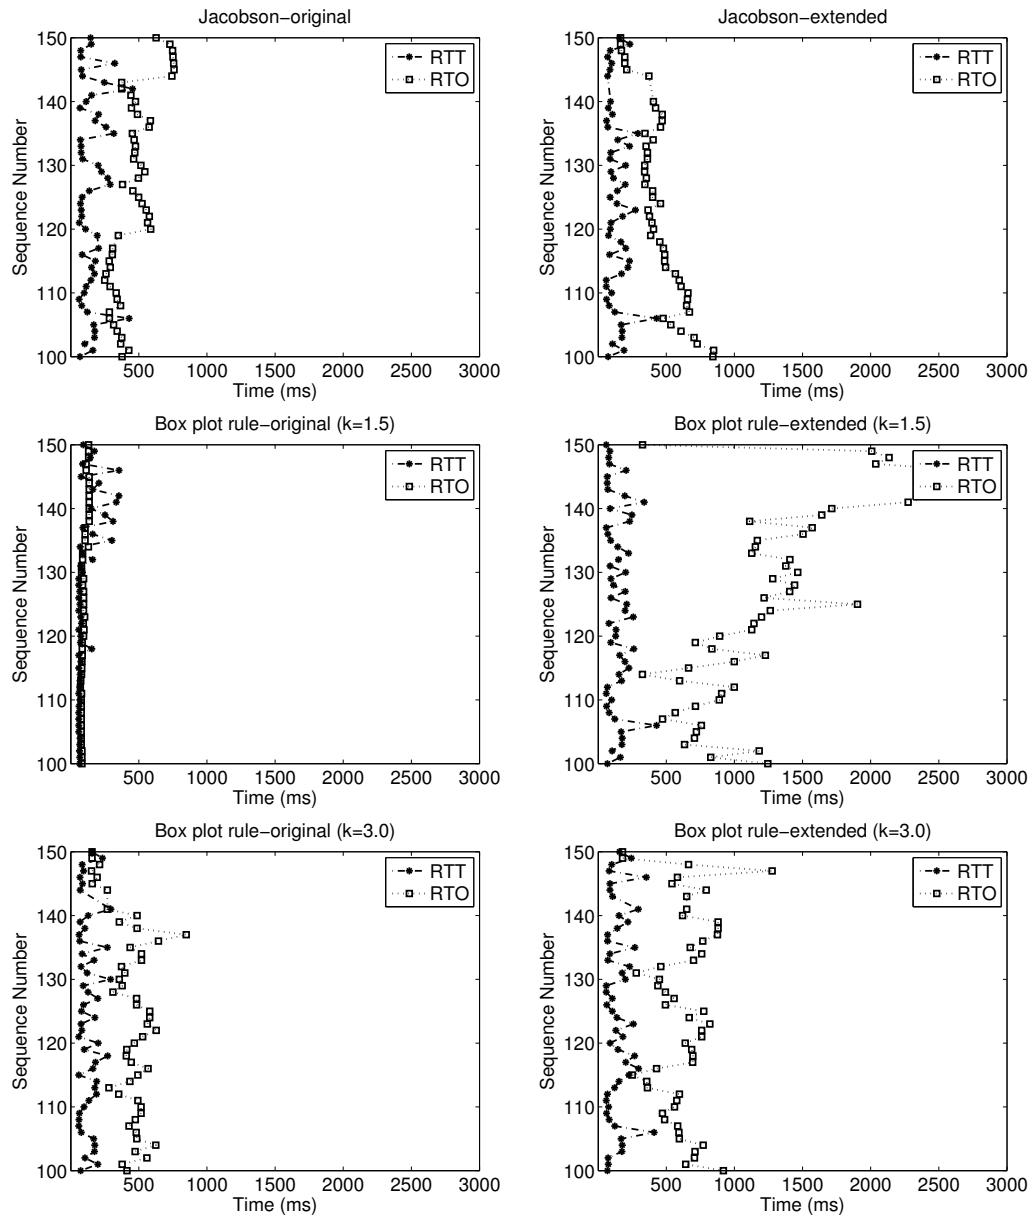 Jacobson−original
150
140
130
120
110
100
Sequence Number
RTT
RTO
500 1000 1500 2000 2500 3000
Time (ms)
Jacobson−extended
150
140
130
120
110
100
Sequence Number
RTT
RTO
500 1000 1500 2000 2500 3000
Time (ms)
Box plot rule−original (k=1.5)
150
140
130
120
110
100
Sequence Number
RTT
RTO
500 1000 1500 2000 2500 3000
Time (ms)
Box plot rule−extended (k=1.5)
150
140
130
120
110
100
Sequence Number
RTT
RTO
500 1000 1500 2000 2500 3000
Time (ms)
Box plot rule−original (k=3.0)
150
140
130
120
110
100
Sequence Number
RTT
RTO
500 1000 1500 2000 2500 3000
Time (ms)
Box plot rule−extended (k=3.0)
150
140
130
120
110
100
Sequence Number
RTT
RTO
500 1000 1500 2000 2500 3000
Time (ms)